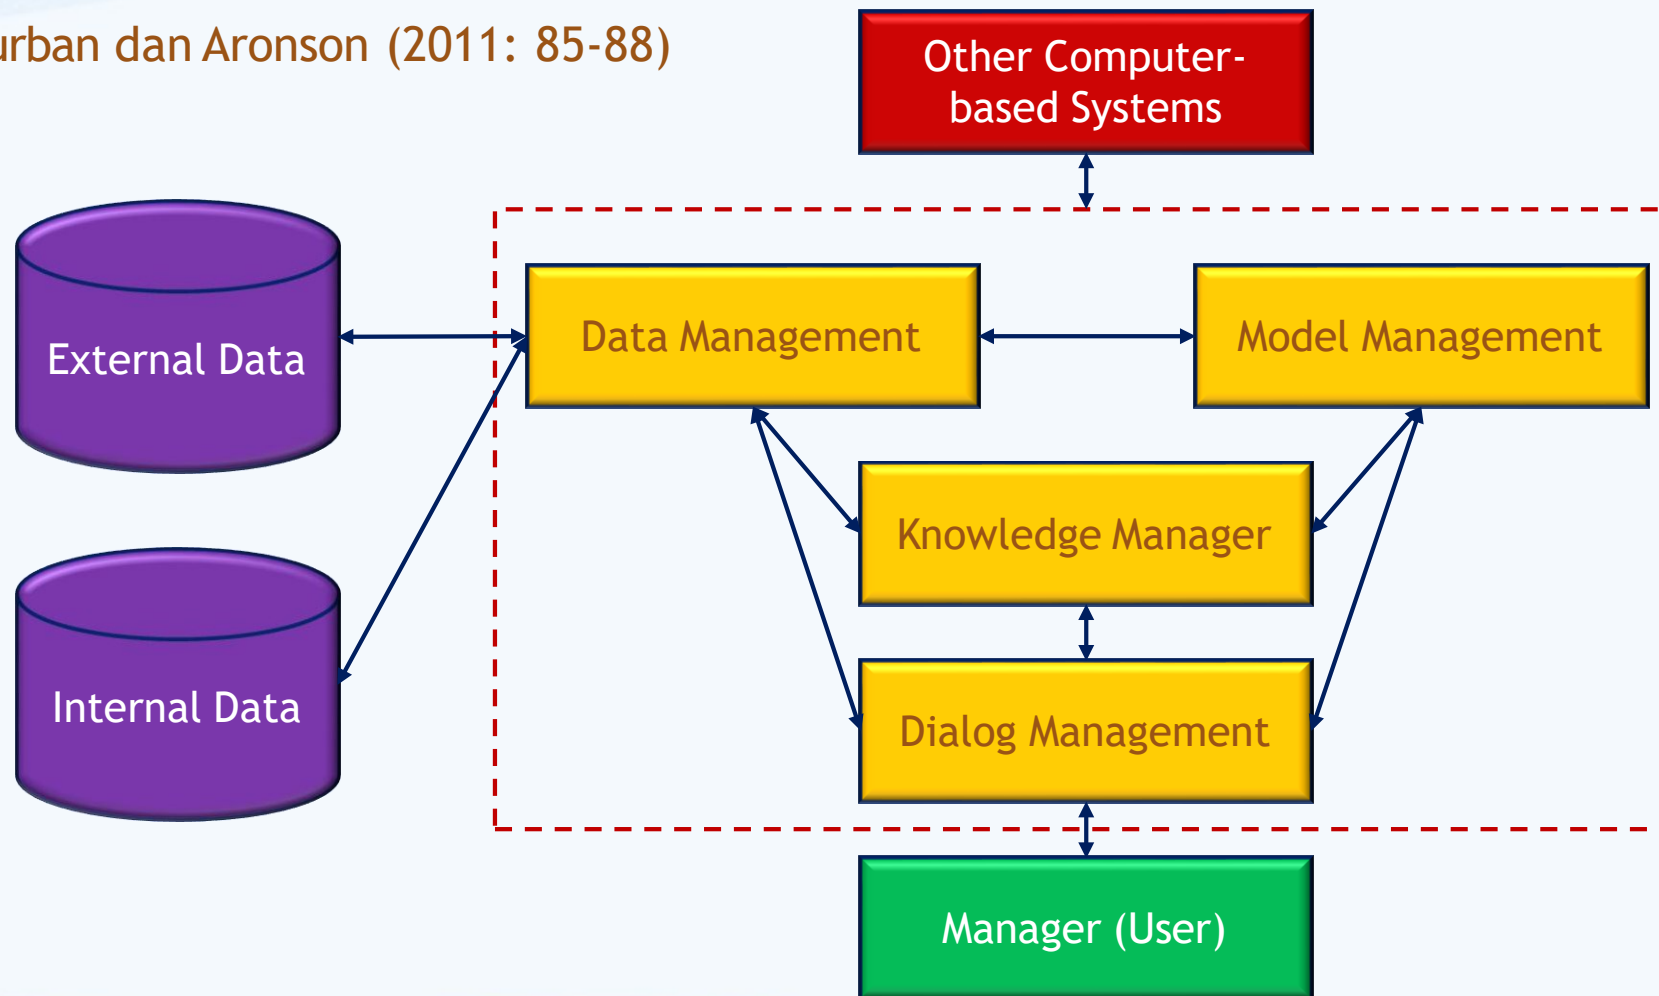 urban dan Aronson (2011: 85-88)
Other Computer-
based Systems
External Data
Data Management
Model Management
Knowledge Manager
Internal Data
Dialog Management
Manager (User)